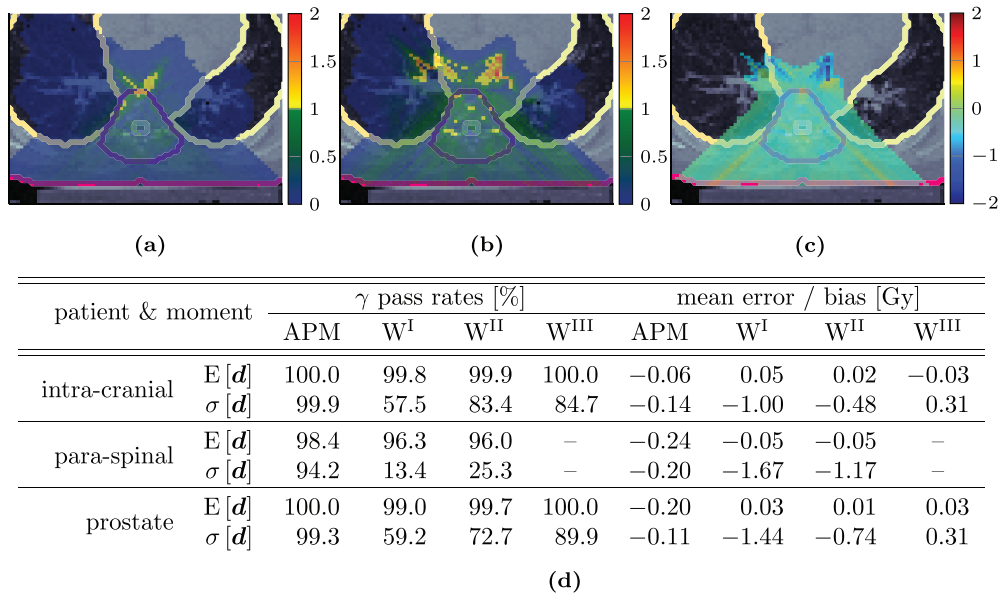 2
1.5
1
0.5
0
2
1.5
1
0.5
0
2
1
0
−1
−2
(a)
(b)
(c)
patient & moment γ pass rates [%] mean error / bias [Gy]
APM W^I W^II W^III APM W^I W^II W^III
intra-cranial E [d] 100.0 99.8 99.9 100.0 −0.06 0.05 0.02 −0.03
σ [d] 99.9 57.5 83.4 84.7 −0.14 −1.00 −0.48 0.31
para-spinal E [d] 98.4 96.3 96.0 – −0.24 −0.05 −0.05 –
σ [d] 94.2 13.4 25.3 – −0.20 −1.67 −1.17 –
prostate E [d] 100.0 99.0 99.7 100.0 −0.20 0.03 0.01 0.03
σ [d] 99.3 59.2 72.7 89.9 −0.11 −1.44 −0.74 0.31
(d)